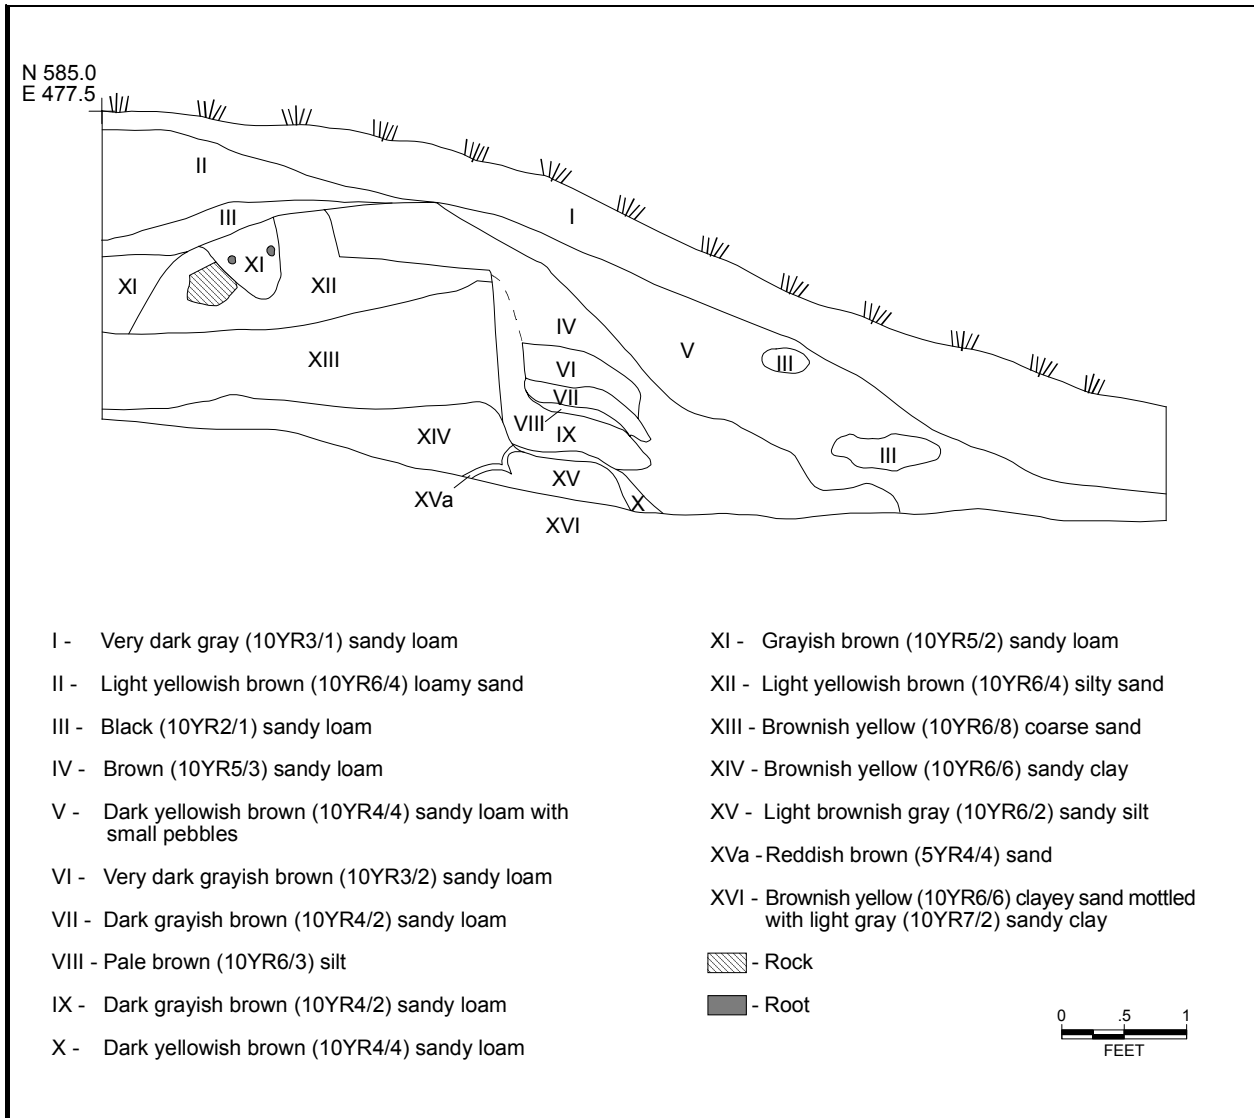 N 585.0
E 477.5
II
I
III
XI
XI
XII
IV
V
III
VI
XIII
VII
VIII
IX
XIV
III
XV
XVa
X
XVI
I - Very dark gray (10YR3/1) sandy loam
II - Light yellowish brown (10YR6/4) loamy sand
III - Black (10YR2/1) sandy loam
IV - Brown (10YR5/3) sandy loam
V - Dark yellowish brown (10YR4/4) sandy loam with
small pebbles
VI - Very dark grayish brown (10YR3/2) sandy loam
VII - Dark grayish brown (10YR4/2) sandy loam
VIII - Pale brown (10YR6/3) silt
IX - Dark grayish brown (10YR4/2) sandy loam
X - Dark yellowish brown (10YR4/4) sandy loam
XI - Grayish brown (10YR5/2) sandy loam
XII - Light yellowish brown (10YR6/4) silty sand
XIII - Brownish yellow (10YR6/8) coarse sand
XIV - Brownish yellow (10YR6/6) sandy clay
XV - Light brownish gray (10YR6/2) sandy silt
XVa - Reddish brown (5YR4/4) sand
XVI - Brownish yellow (10YR6/6) clayey sand mottled
with light gray (10YR7/2) sandy clay
- Rock
- Root
0 .5 1
FEET